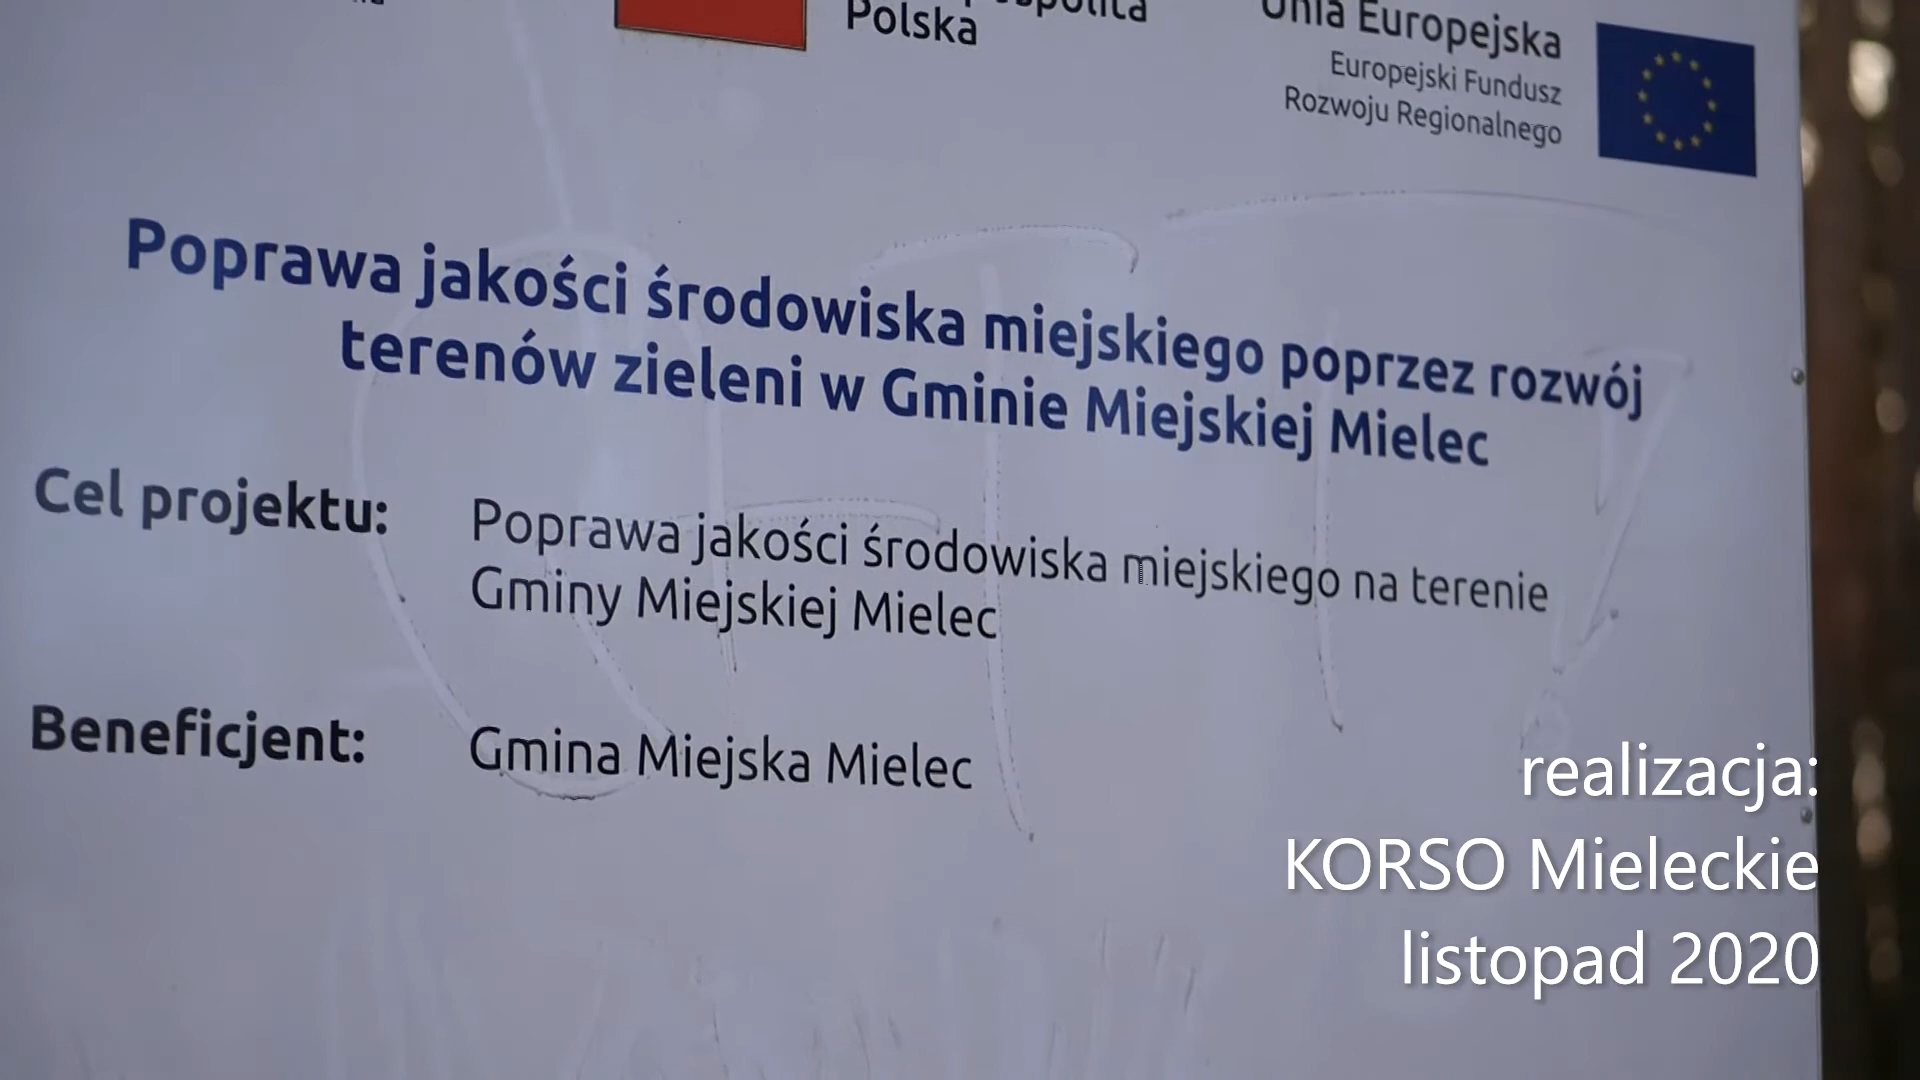 Polska
Unia Europejska
Europejski Fundusz
Rozwoju Regionalnego
Poprawa jakości środowiska miejskiego poprzez rozwój
terenów zieleni w Gminie Miejskiej Mielec
Cel projektu:
Poprawa jakości środowiska miejskiego na terenie
Gminy Miejskiej Mielec
Beneficjent:
Gmina Miejska Mielec
realizacja:
KORSO Mieleckie
listopad 2020